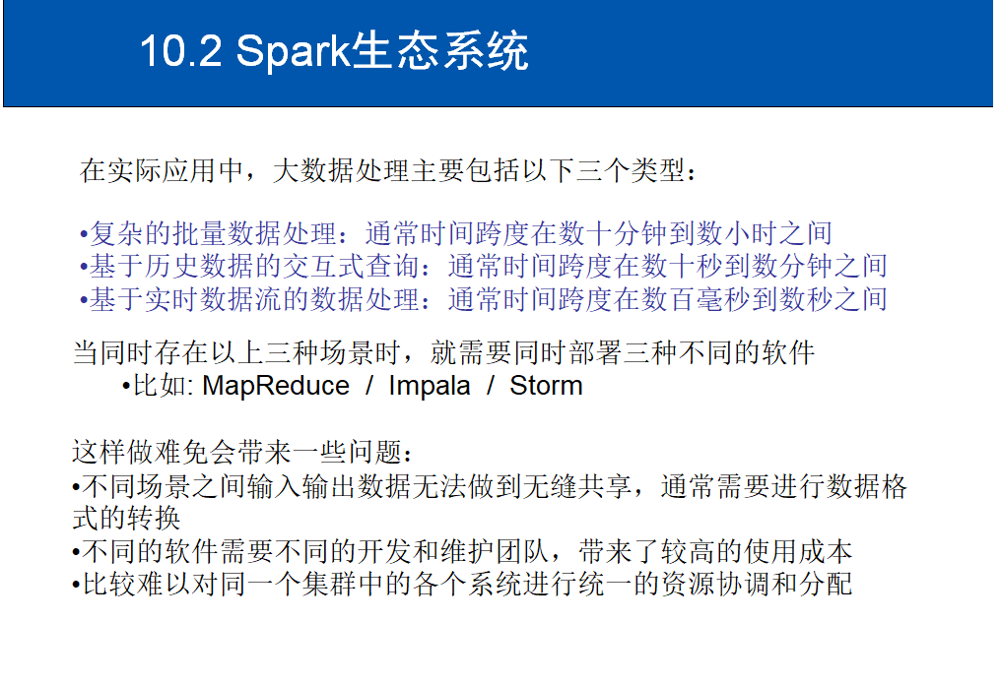 10.2 Spark生态系统
在实际应用中，大数据处理主要包括以下三个类型：
•复杂的批量数据处理：通常时间跨度在数十分钟到数小时之间
•基于历史数据的交互式查询：通常时间跨度在数十秒到数分钟之间
•基于实时数据流的数据处理：通常时间跨度在数百毫秒到数秒之间
当同时存在以上三种场景时，就需要同时部署三种不同的软件
•比如: MapReduce / Impala / Storm
这样做难免会带来一些问题：
•不同场景之间输入输出数据无法做到无缝共享，通常需要进行数据格
式的转换
•不同的软件需要不同的开发和维护团队，带来了较高的使用成本
•比较难以对同一个集群中的各个系统进行统一的资源协调和分配